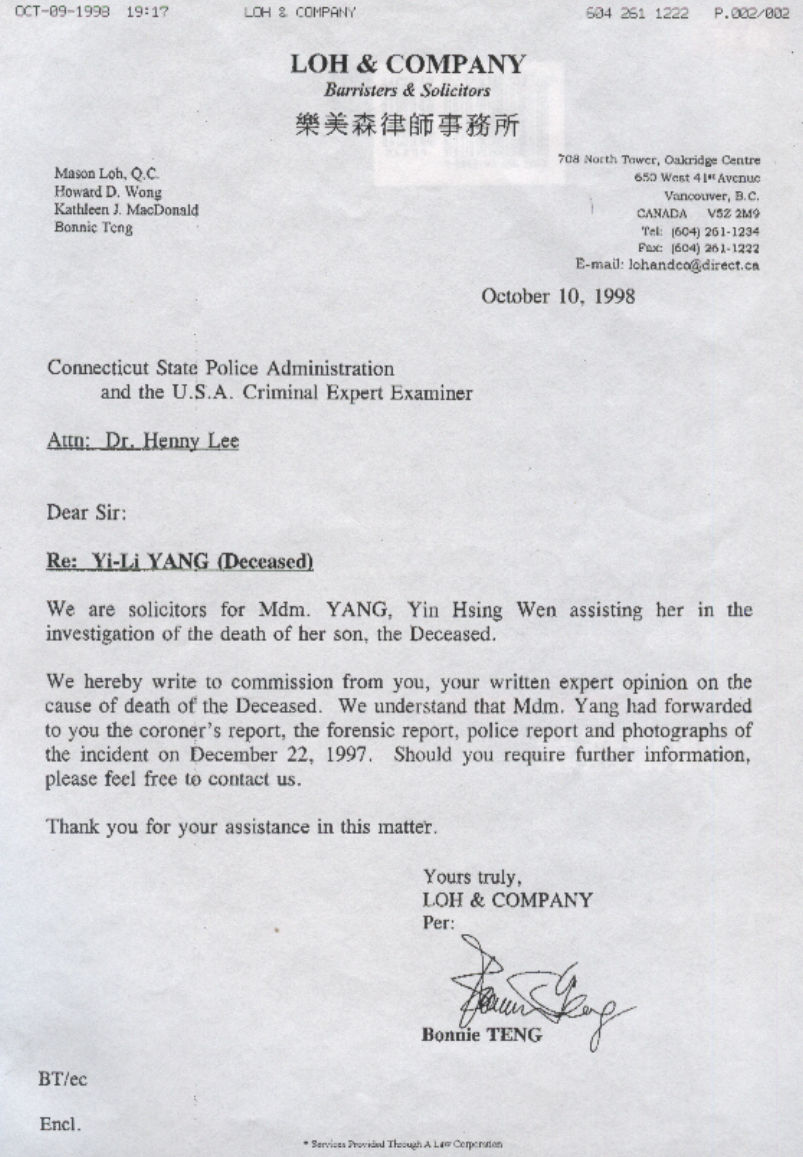 OCT-09-1998 19:17 LOH & COMPANY 604 261 1222 P.002/002
LOH & COMPANY
Barristers & Solicitors
樂美森律師事務所
Mason Loh, Q.C.
Howard D. Wong
Kathleen J. MacDonald
Bonnie Teng
708 North Tower, Oakridge Centre
650 West 41st Avenue
Vancouver, B.C.
CANADA V5Z 2M9
Tel: (604) 261-1234
Fax: (604) 261-1222
E-mail: lohandco@direct.ca
October 10, 1998
Connecticut State Police Administration
and the U.S.A. Criminal Expert Examiner
Attn: Dr. Henny Lee
Dear Sir:
Re: Yi-Li YANG (Deceased)
We are solicitors for Mdm. YANG, Yin Hsing Wen assisting her in the
investigation of the death of her son, the Deceased.
We hereby write to commission from you, your written expert opinion on the
cause of death of the Deceased. We understand that Mdm. Yang had forwarded
to you the coroner's report, the forensic report, police report and photographs of
the incident on December 22, 1997. Should you require further information,
please feel free to contact us.
Thank you for your assistance in this matter.
Yours truly,
LOH & COMPANY
Per:
Bonnie Teng
Bonnie TENG
BT/ec
Encl.
* Services Provided Through A Law Corporation